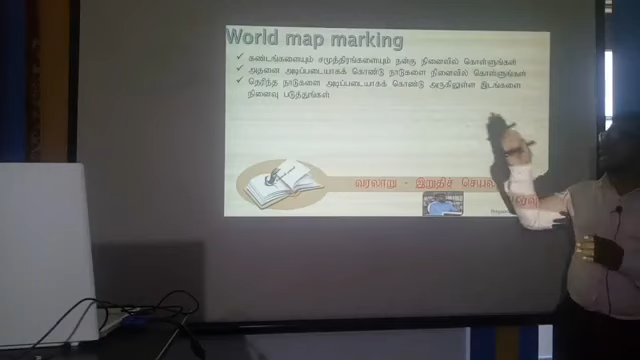 World map marking
கண்டங்களையும் சமுத்திரங்களையும் நன்கு நினைவில் கொள்ளுங்கள்
அதனை அடிப்படையாகக் கொண்டு நாடுகளை நினைவில் கொள்ளுங்கள்
தெரிந்த நாடுகளை அடிப்படையாகக் கொண்டு அருகிலுள்ள இடங்களை
நினைவு படுத்துங்கள்
வரலாறு - இறுதிச்